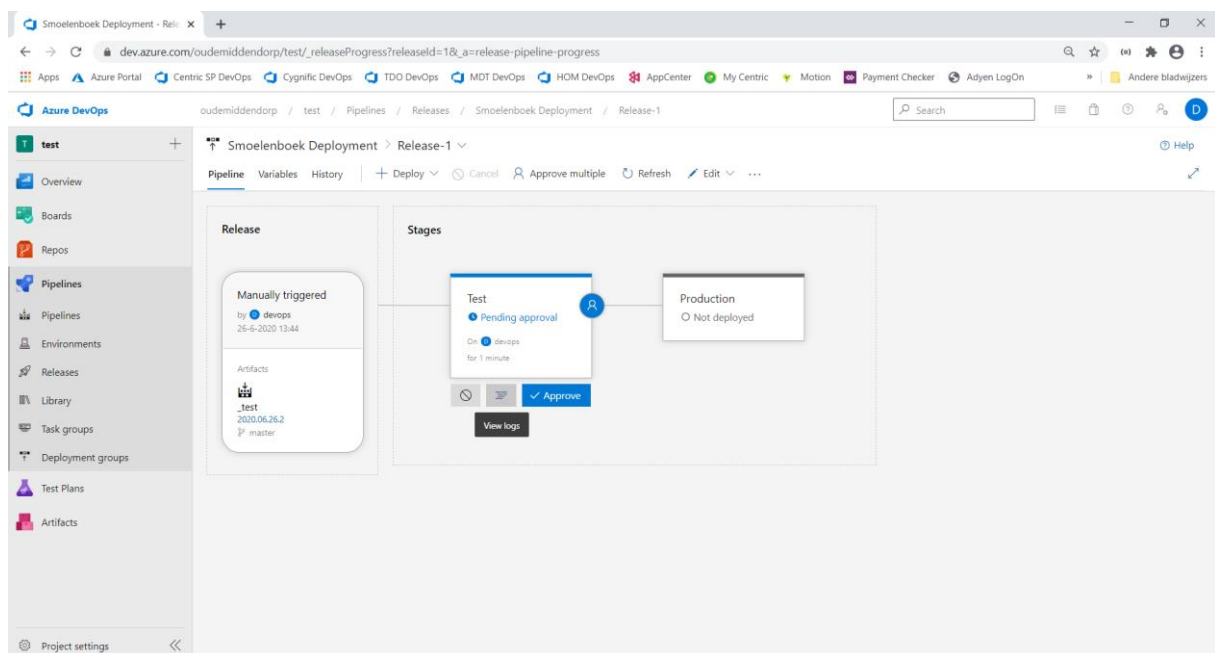 Smoelenboek Deployment - Rele
dev.azure.com/oudemiddendorp/test/_releaseProgress?releaseId=1&_a=release-pipeline-progress
Apps Azure Portal Centric SP DevOps Cygnific DevOps TDO DevOps MDT DevOps HOM DevOps AppCenter My Centric Motion Payment Checker Adyen LogOn » Andere bladwijzers
Azure DevOps
oudemiddendorp / test / Pipelines / Releases / Smoelenboek Deployment / Release-1
Search
D
T test
Smoelenboek Deployment > Release-1
Help
Pipeline Variables History Deploy Cancel Approve multiple Refresh Edit ...
Overview
Boards
Repos
Pipelines
Pipelines
Environments
Releases
Library
Task groups
Deployment groups
Test Plans
Artifacts
Project settings
Release
Manually triggered
by D devops
26-6-2020 13:44
Artifacts
_test
2020.06.26.2
master
Stages
Test
Pending approval
On D devops
for 1 minute
Approve
View logs
Production
Not deployed